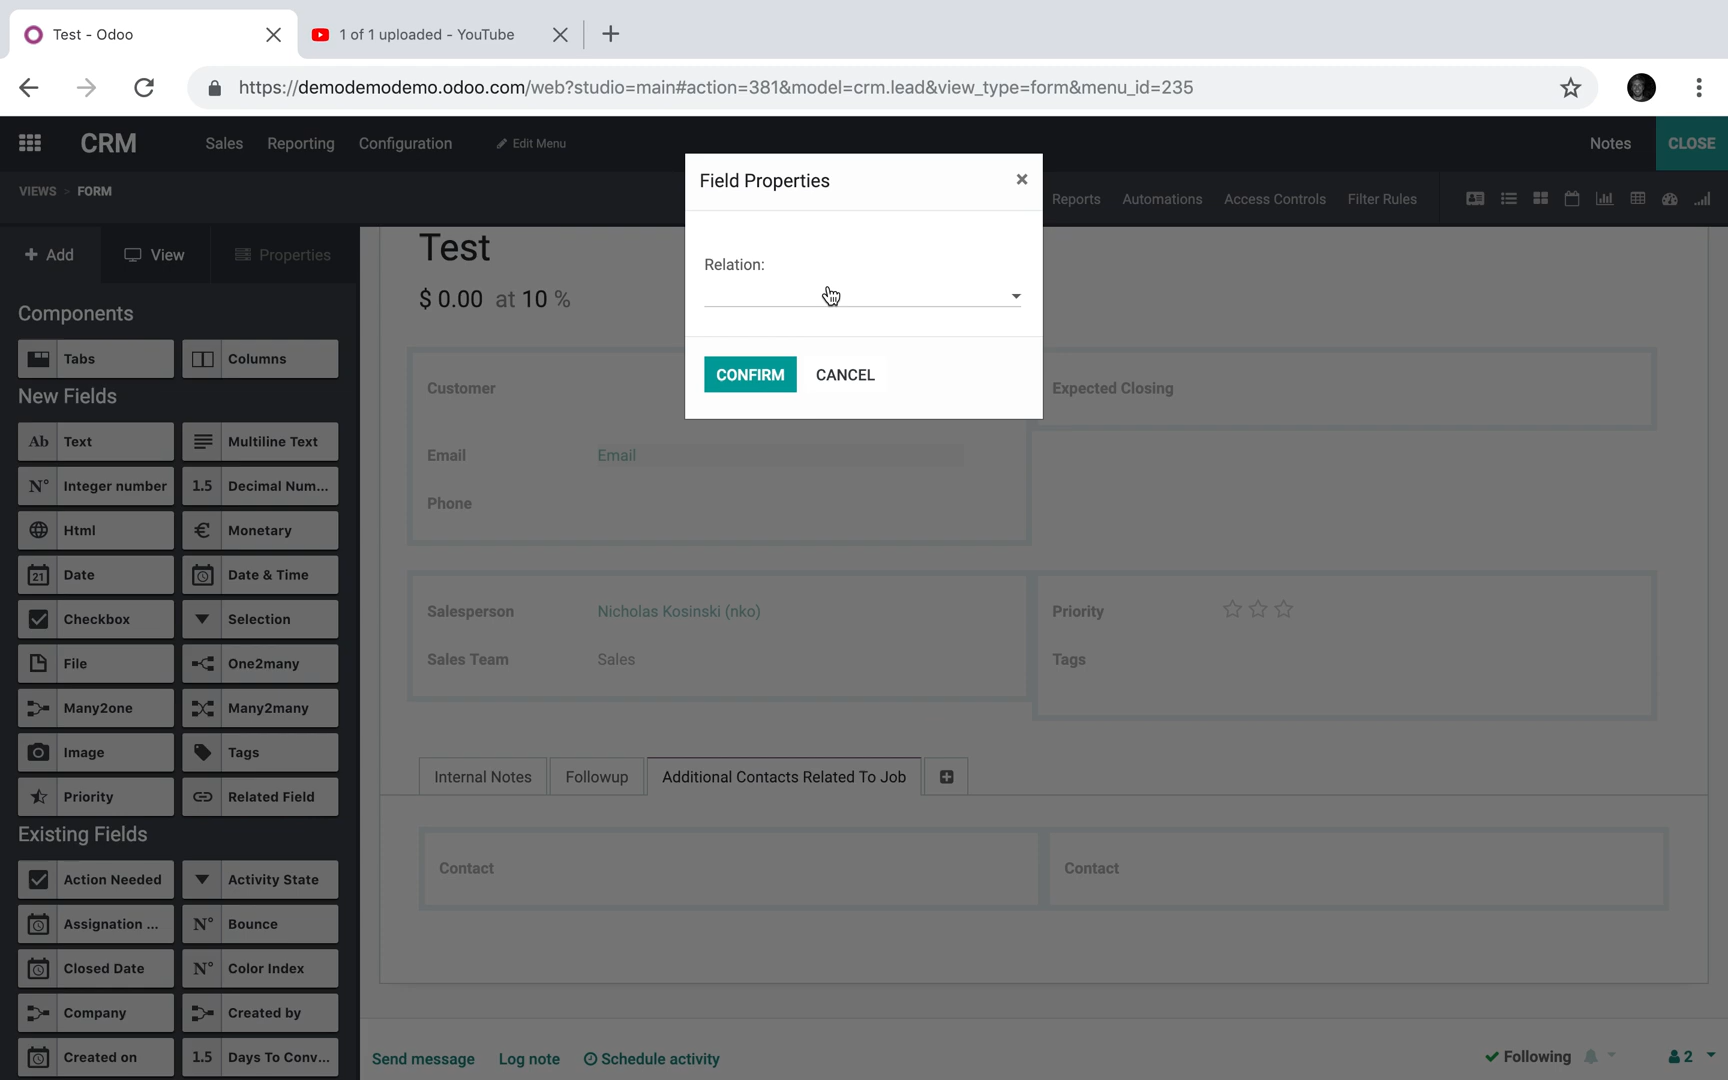 Test - Odoo
1 of 1 uploaded - YouTube
https://demodemodemo.odoo.com/web?studio=main#action=381&model=crm.lead&view_type=form&menu_id=235
CRM
Sales
Reporting
Configuration
Edit Menu
Notes
CLOSE
VIEWS > FORM
Reports
Automations
Access Controls
Filter Rules
Field Properties
×
Relation:
CONFIRM
CANCEL
+ Add
View
Properties
Components
Tabs
Columns
New Fields
Ab Text
Multiline Text
N° Integer number
1.5 Decimal Num...
Html
€ Monetary
21 Date
Date & Time
Checkbox
Selection
File
One2many
Many2one
Many2many
Image
Tags
Priority
Related Field
Existing Fields
Action Needed
Activity State
Assignation ...
N° Bounce
Closed Date
N° Color Index
Company
Created by
Created on
1.5 Days To Conv...
Test
$ 0.00 at 10 %
Customer
Expected Closing
Email
Email
Phone
Salesperson
Nicholas Kosinski (nko)
Priority
Sales Team
Sales
Tags
Internal Notes
Followup
Additional Contacts Related To Job
Contact
Contact
Send message
Log note
Schedule activity
Following
2